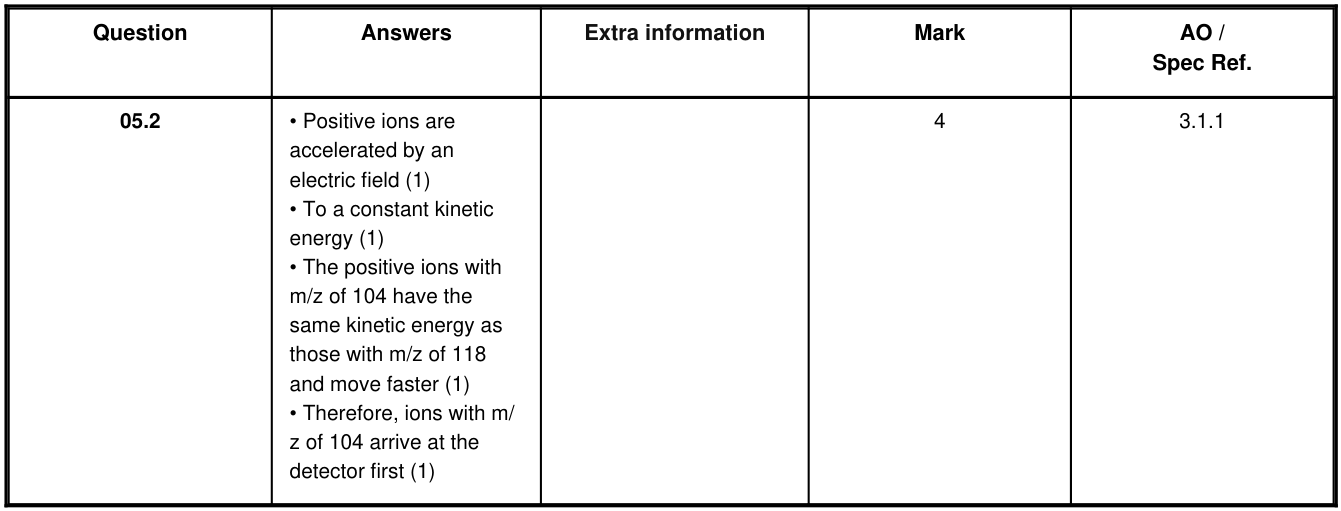 Question Answers Extra information Mark AO /
Spec Ref.
05.2 • Positive ions are 4 3.1.1
accelerated by an
electric field (1)
• To a constant kinetic
energy (1)
• The positive ions with
m/z of 104 have the
same kinetic energy as
those with m/z of 118
and move faster (1)
• Therefore, ions with m/
z of 104 arrive at the
detector first (1)